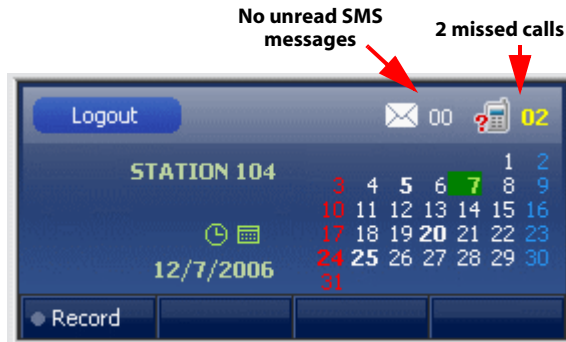 No unread SMS
messages
2 missed calls
Logout
00
? 02
STATION 104
1 2
3 4 5 6 7 8 9
10 11 12 13 14 15 16
17 18 19 20 21 22 23
24 25 26 27 28 29 30
31
12/7/2006
Record